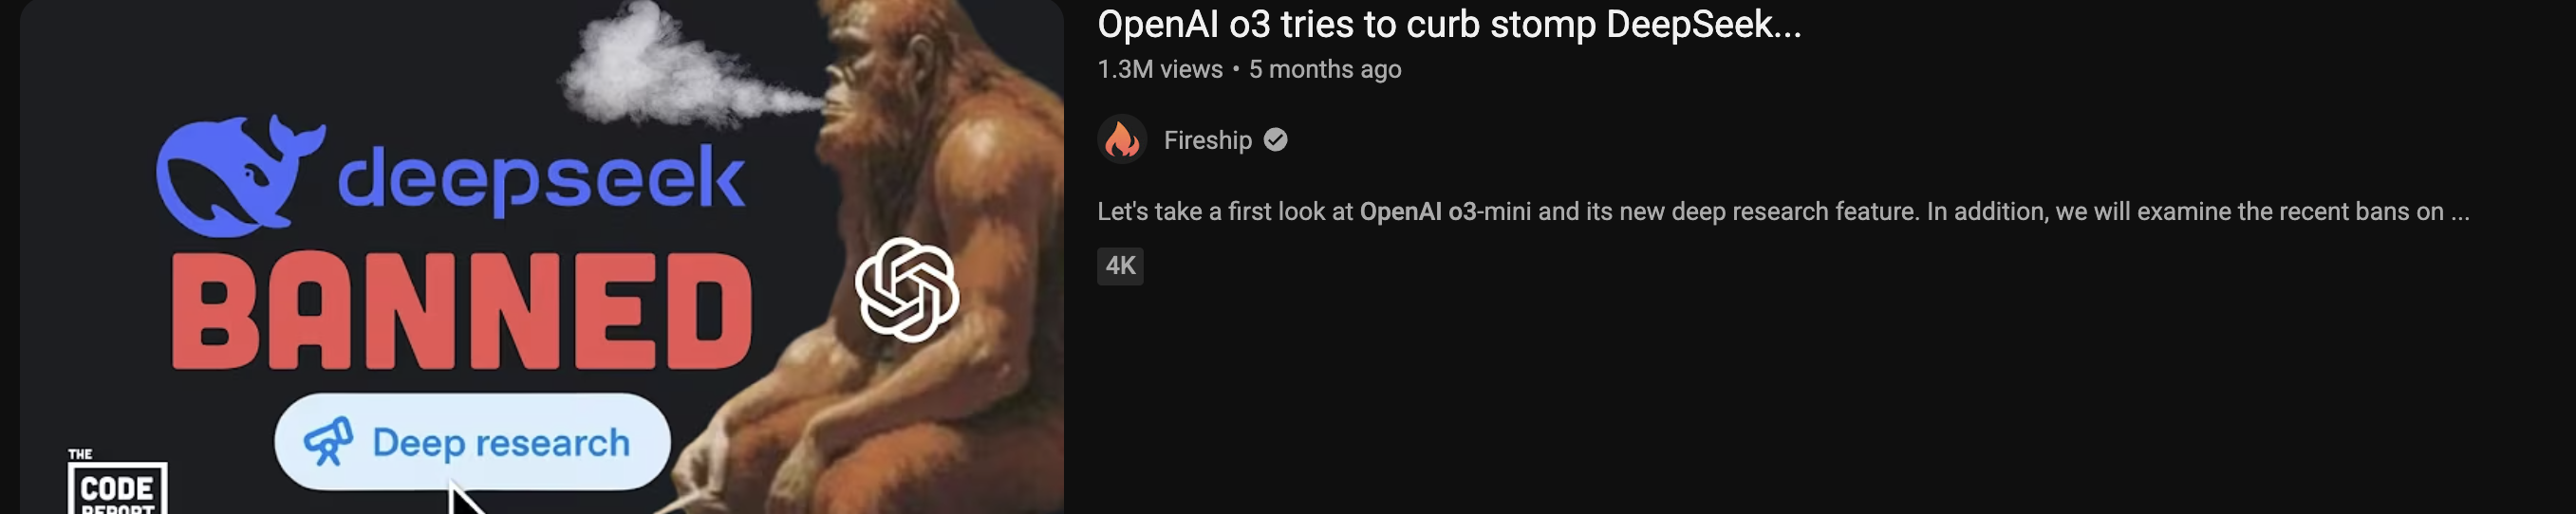 deepseek
BANNED
Deep research
THE
CODE
REPORT
OpenAI o3 tries to curb stomp DeepSeek...
1.3M views • 5 months ago
Fireship
Let's take a first look at OpenAI o3-mini and its new deep research feature. In addition, we will examine the recent bans on ...
4K